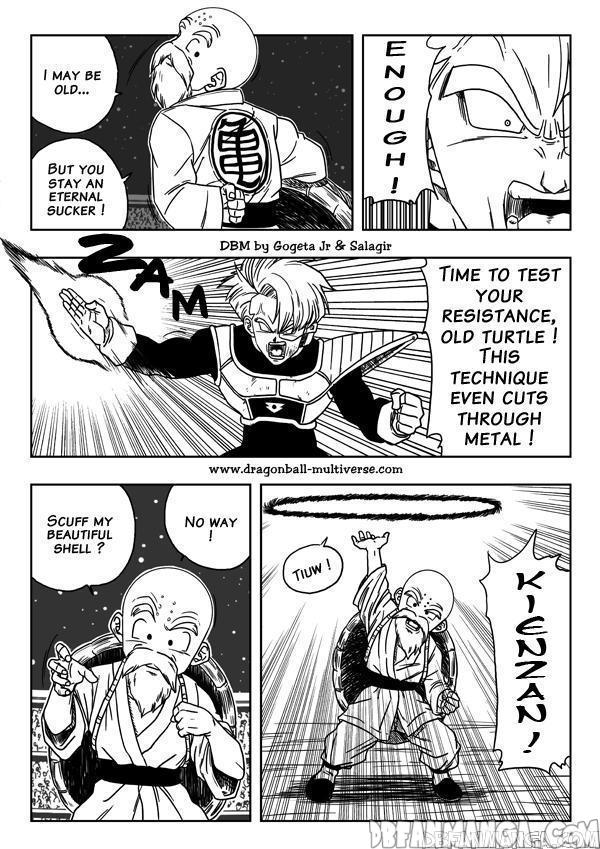 I MAY BE
OLD...
BUT YOU
STAY AN
ETERNAL
SUCKER !
ENOUGH !
亀
DBM BY GOGETA JR & SALAGIR
ZAM
TIME TO TEST
YOUR
RESISTANCE,
OLD TURTLE !
THIS
TECHNIQUE
EVEN CUTS
THROUGH
METAL !
www.dragonball-multiverse.com
SCUFF MY
BEAUTIFUL
SHELL ?
NO WAY
!
TIUW !
KIENZAN !